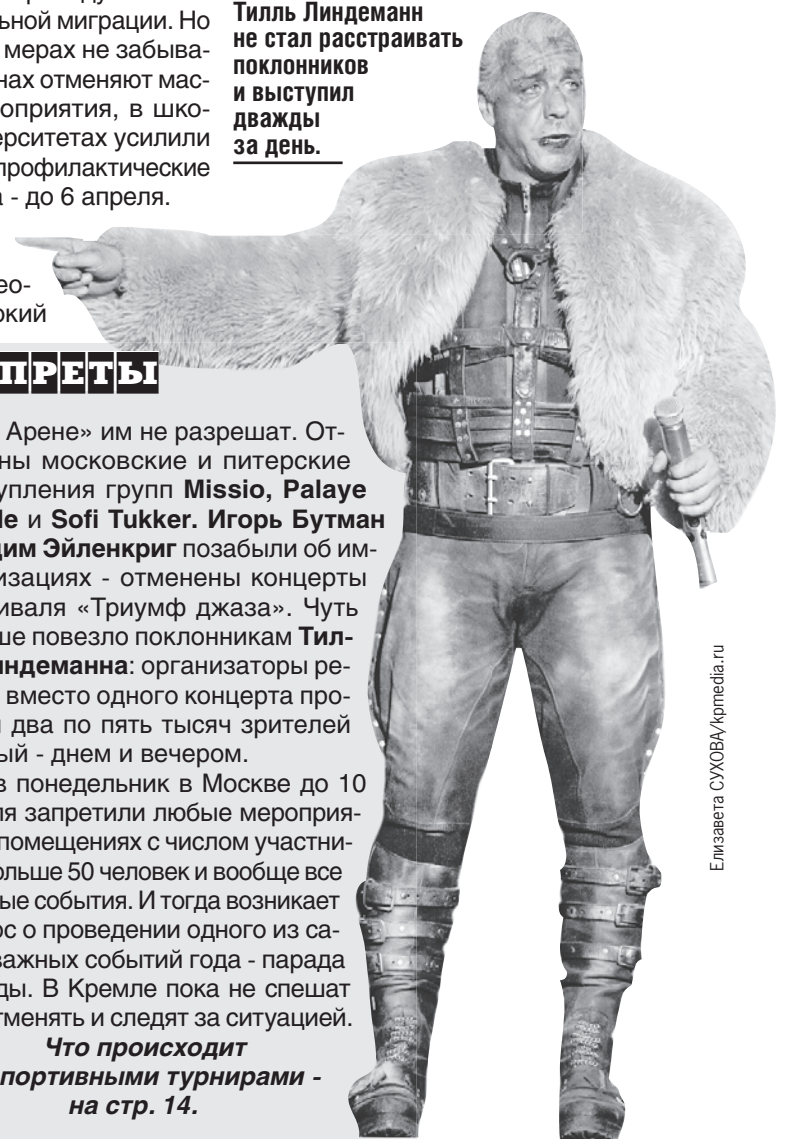 льной миграции. Но
мерах не забыва-
нах отменяют мас-
оприятия, в шко-
ерситетах усилили
профилактические
а - до 6 апреля.
Тилль Линдеманн
не стал расстраивать
поклонников
и выступил
дважды
за день.
ео-
окий
ПРЕТЫ
Арене» им не разрешат. От-
ны московские и питерские
упления групп Missio, Palaye
le и Sofi Tukker. Игорь Бутман
дим Эйленкриг позабыли об им-
изациях - отменены концерты
иваля «Триумф джаза». Чуть
ше повезло поклонникам Тил-
индеманна: организаторы ре-
вместо одного концерта про-
и два по пять тысяч зрителей
ый - днем и вечером.
в понедельник в Москве до 10
ля запретили любые мероприя-
помещениях с числом участни-
ольше 50 человек и вообще все
ые события. И тогда возникает
ос о проведении одного из са-
важных событий года - парада
ды. В Кремле пока не спешат
тменять и следят за ситуацией.
Что происходит
портивными турнирами -
на стр. 14.
Елизавета СУХОВА/kpmedia.ru